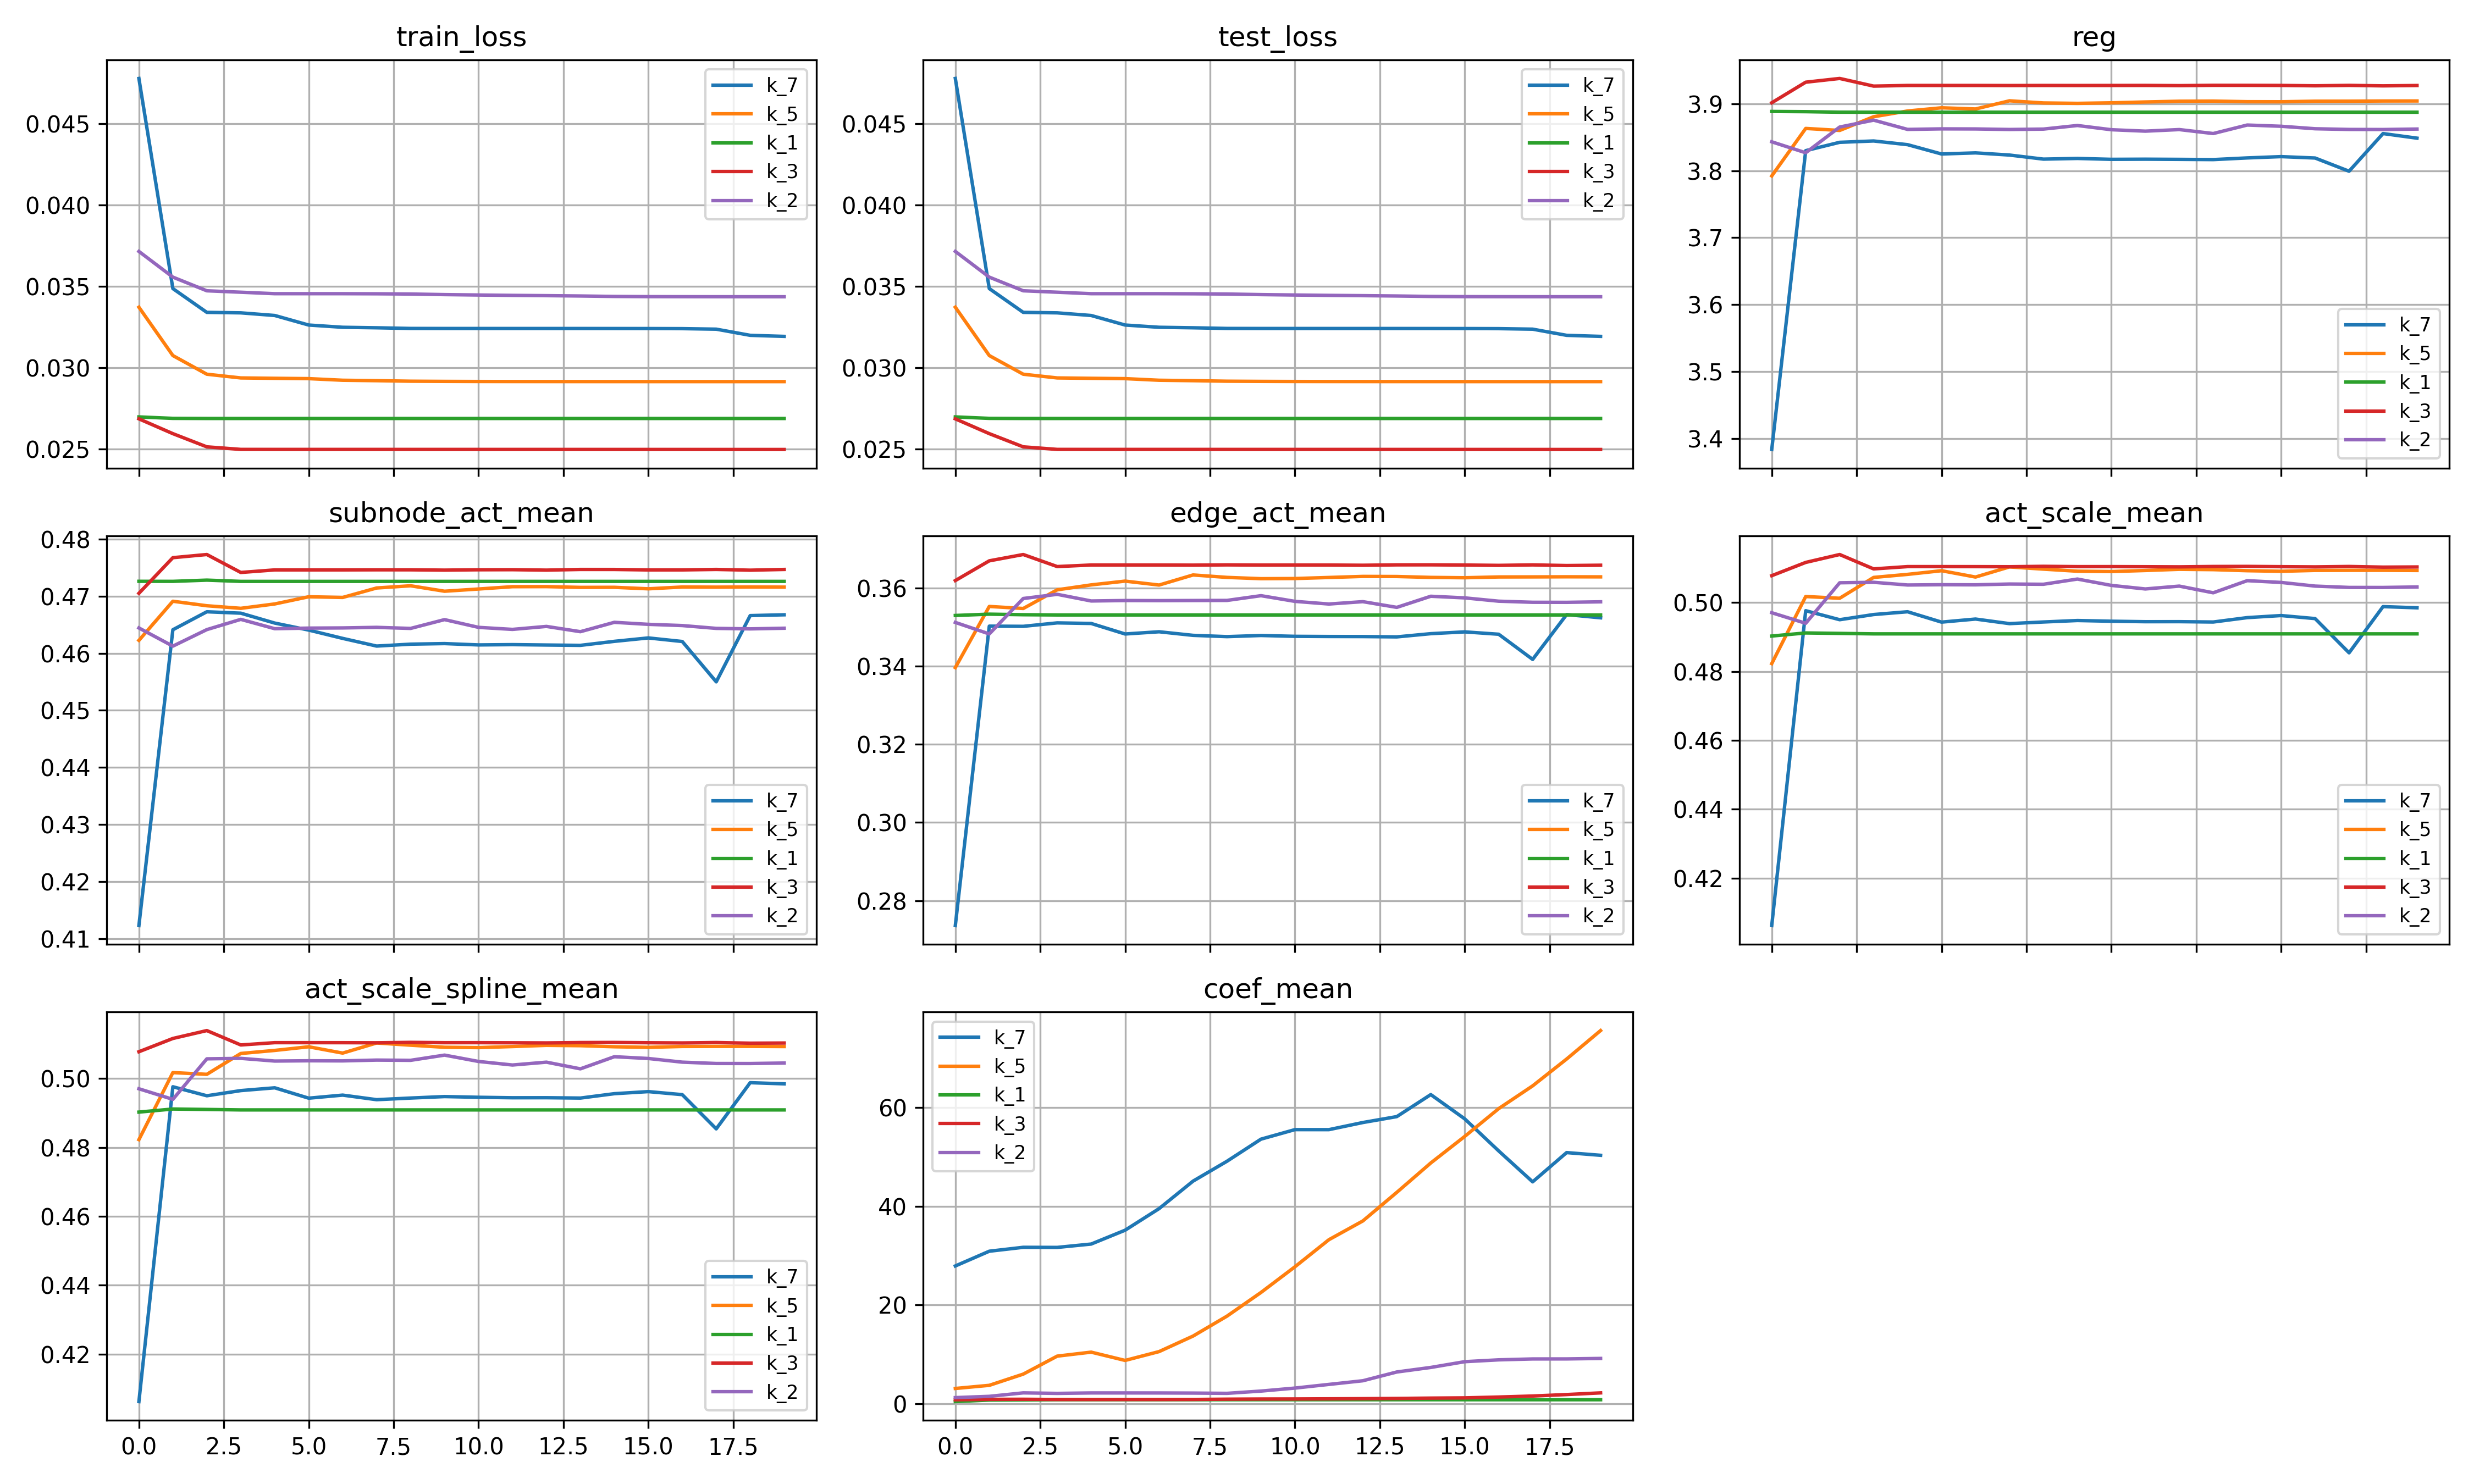 train_loss
0.045
0.040
0.035
0.030
0.025
k_7
k_5
k_1
k_3
k_2
test_loss
0.045
0.040
0.035
0.030
0.025
k_7
k_5
k_1
k_3
k_2
reg
3.9
3.8
3.7
3.6
3.5
3.4
k_7
k_5
k_1
k_3
k_2
subnode_act_mean
0.48
0.47
0.46
0.45
0.44
0.43
0.42
0.41
k_7
k_5
k_1
k_3
k_2
edge_act_mean
0.36
0.34
0.32
0.30
0.28
k_7
k_5
k_1
k_3
k_2
act_scale_mean
0.50
0.48
0.46
0.44
0.42
k_7
k_5
k_1
k_3
k_2
act_scale_spline_mean
0.50
0.48
0.46
0.44
0.42
k_7
k_5
k_1
k_3
k_2
0.0 2.5 5.0 7.5 10.0 12.5 15.0 17.5
coef_mean
k_7
k_5
k_1
k_3
k_2
60
40
20
0
0.0 2.5 5.0 7.5 10.0 12.5 15.0 17.5